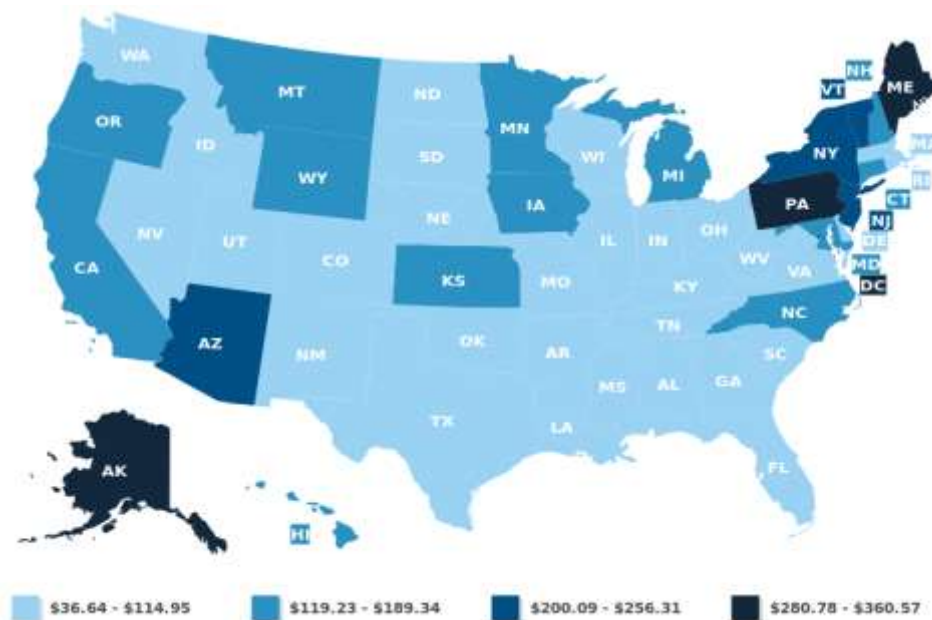 WA
MT
ND
MN
NH
VT
ME
OR
ID
SD
WI
NY
MA
WY
MI
RI
IA
PA
CT
NE
NJ
NV
UT
IL
IN
OH
DE
CO
WV
MD
CA
KS
MO
KY
VA
DC
NC
AZ
NM
OK
AR
TN
SC
MS
AL
GA
TX
LA
FL
AK
HI
$36.64 - $114.95
$119.23 - $189.34
$200.09 - $256.31
$280.78 - $360.57